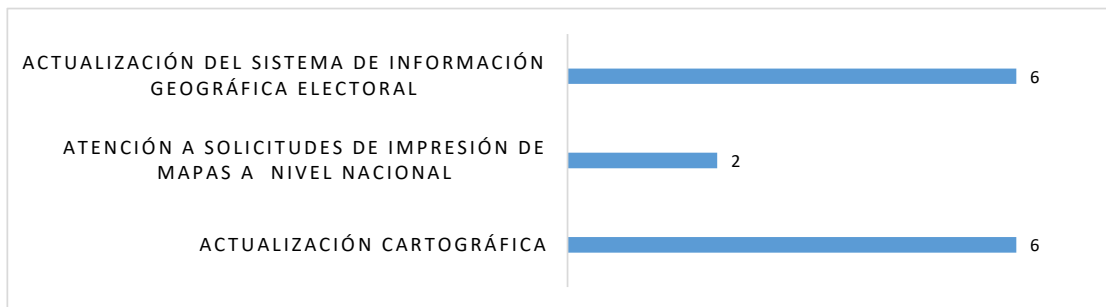 ACTUALIZACIÓN DEL SISTEMA DE INFORMACIÓN
GEOGRÁFICA ELECTORAL
6
ATENCIÓN A SOLICITUDES DE IMPRESIÓN DE
MAPAS A NIVEL NACIONAL
2
ACTUALIZACIÓN CARTOGRÁFICA
6